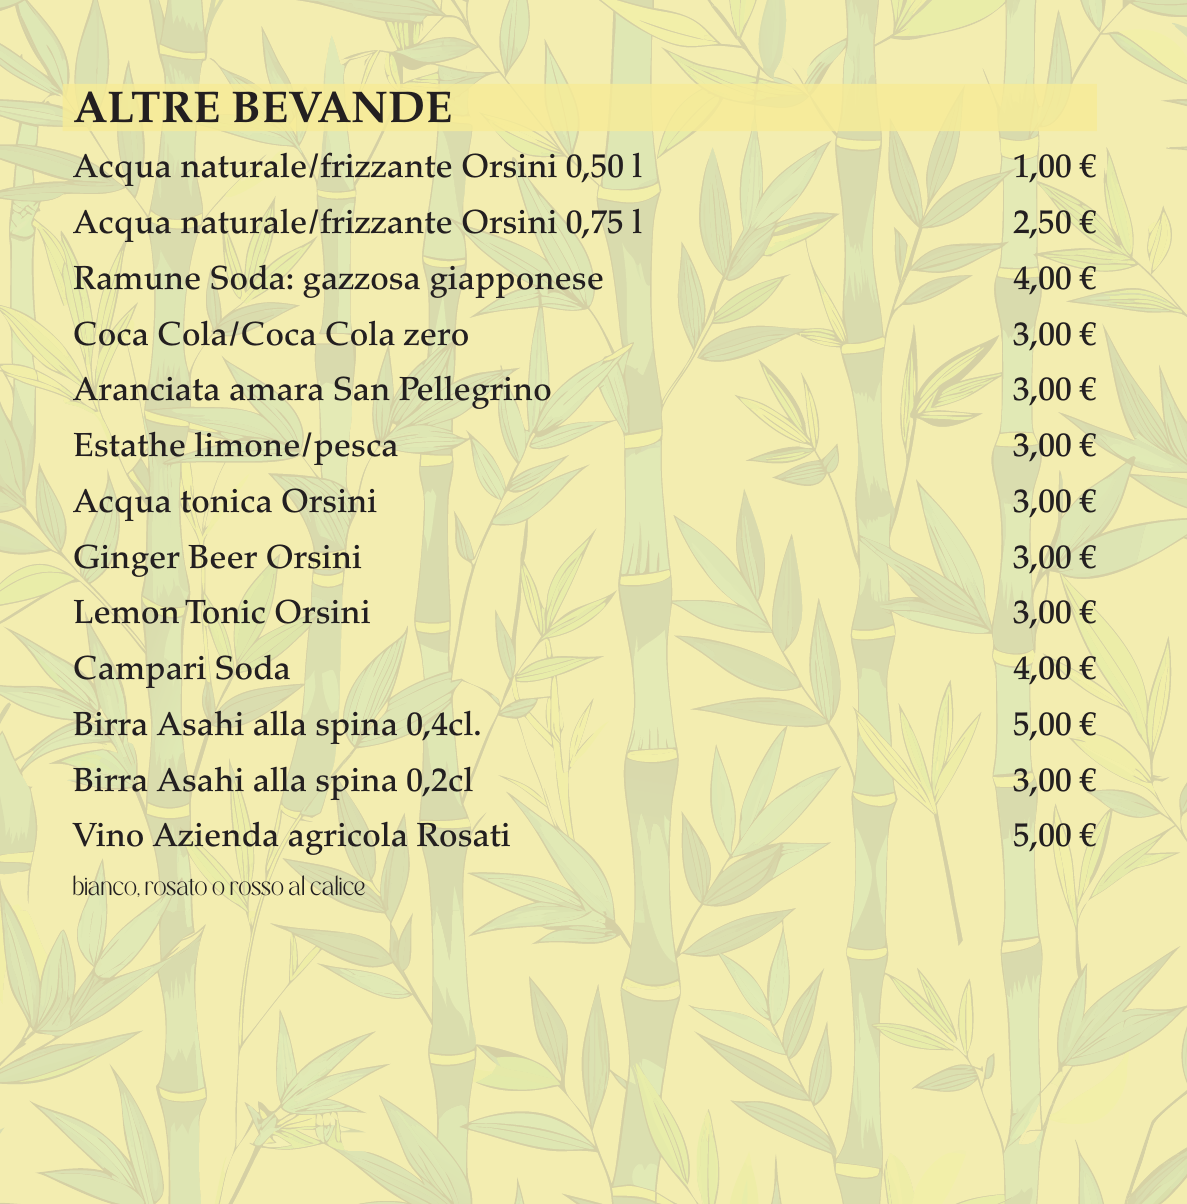 ALTRE BEVANDE
Acqua naturale/frizzante Orsini 0,50 l 1,00 €
Acqua naturale/frizzante Orsini 0,75 l 2,50 €
Ramune Soda: gazzosa giapponese 4,00 €
Coca Cola/Coca Cola zero 3,00 €
Aranciata amara San Pellegrino 3,00 €
Estathe limone/pesca 3,00 €
Acqua tonica Orsini 3,00 €
Ginger Beer Orsini 3,00 €
Lemon Tonic Orsini 3,00 €
Campari Soda 4,00 €
Birra Asahi alla spina 0,4cl. 5,00 €
Birra Asahi alla spina 0,2cl 3,00 €
Vino Azienda agricola Rosati 5,00 €
bianco, rosato o rosso al calice